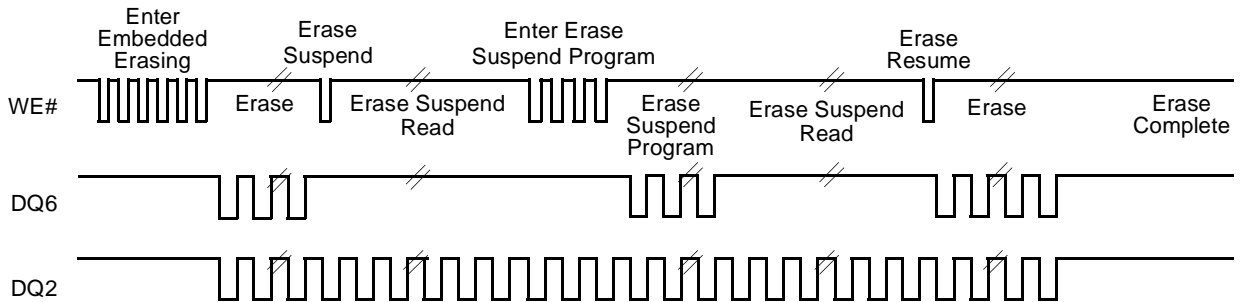 Enter
Embedded
Erasing
Erase
Suspend
Enter Erase
Suspend Program
Erase
Resume
WE#
Erase
Erase Suspend
Read
Erase
Suspend
Program
Erase Suspend
Read
Erase
Erase
Complete
DQ6
DQ2